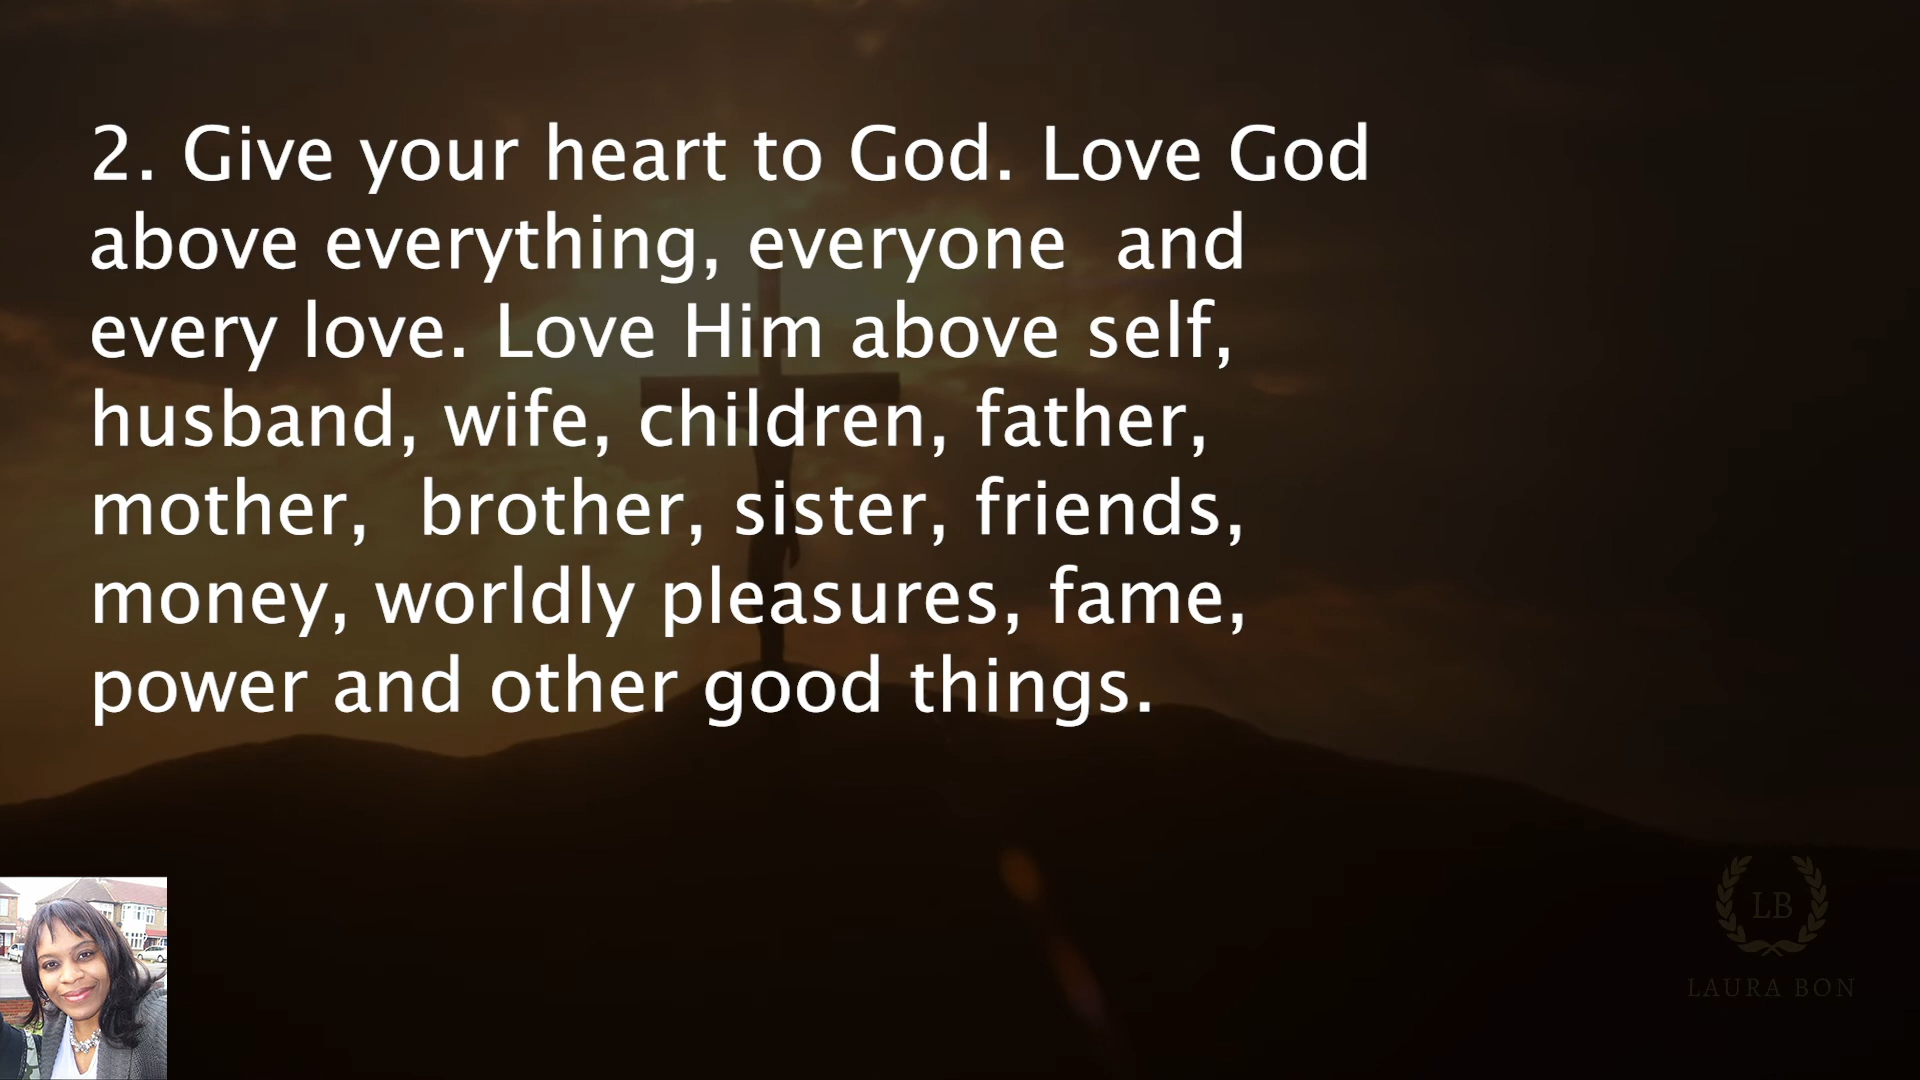 2. Give your heart to God. Love God
above everything, everyone  and
every love. Love Him above self,
husband, wife, children, father,
mother,  brother, sister, friends,
money, worldly pleasures, fame,
power and other good things.
LB
LAURA BON